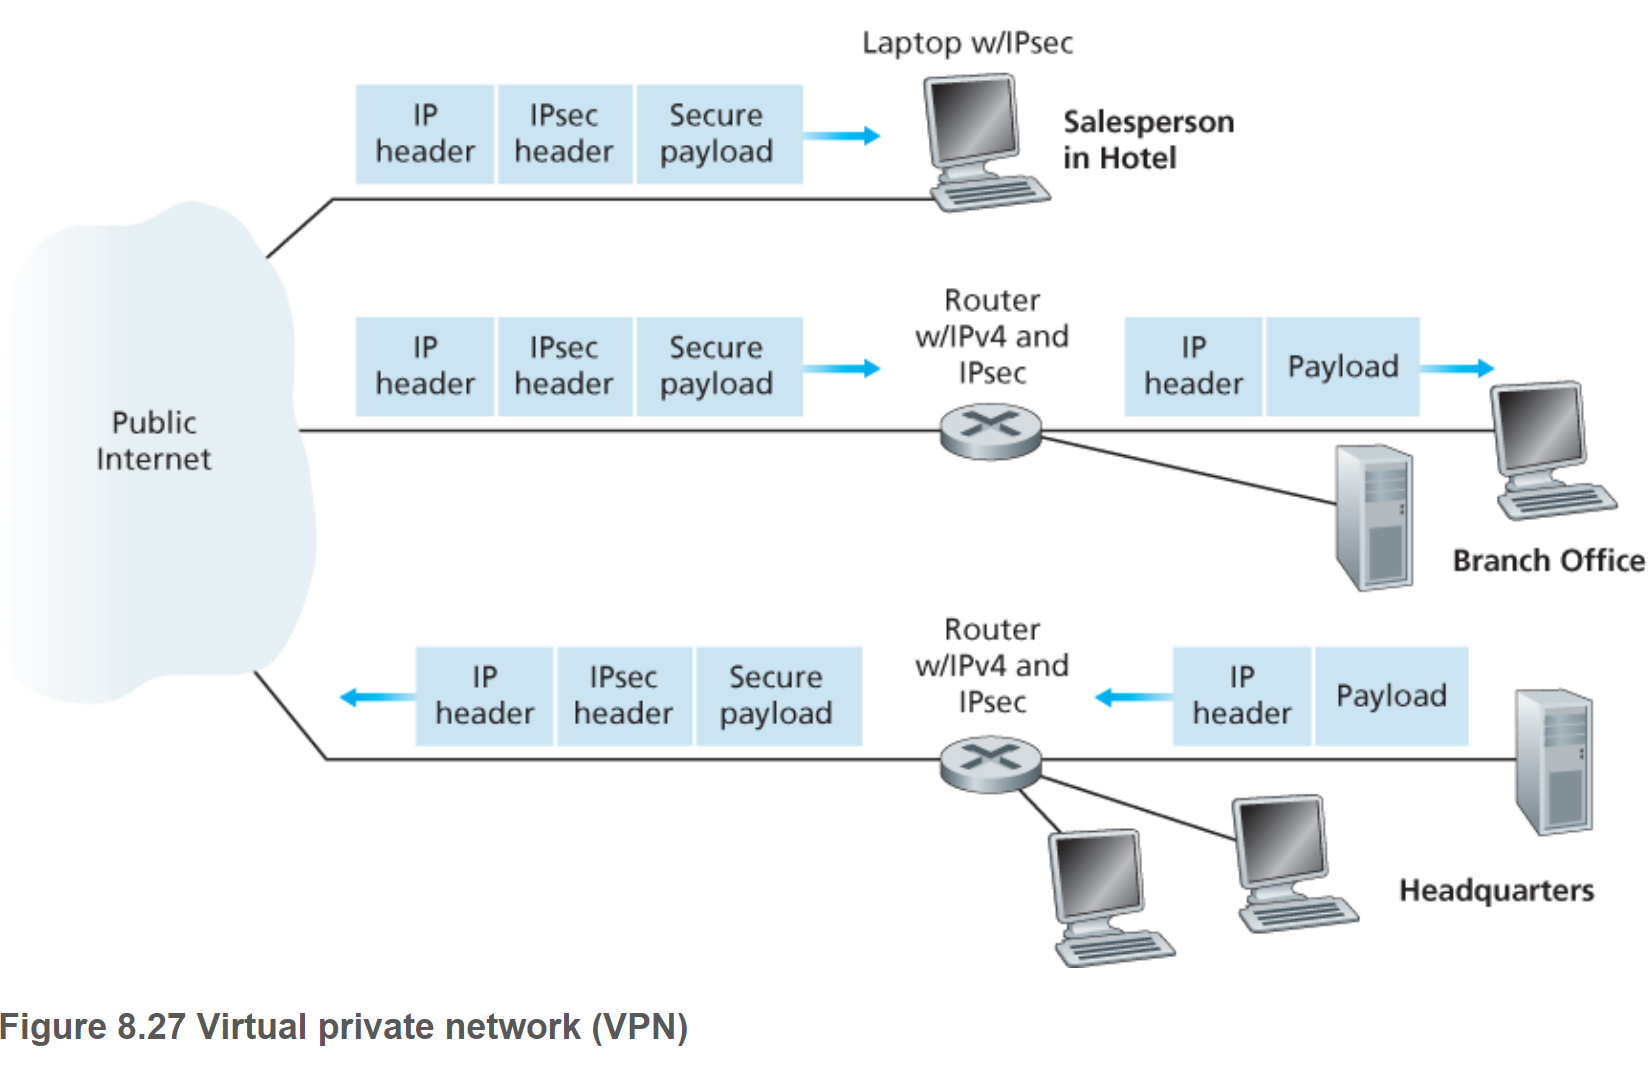 Laptop w/IPsec
IP
header
IPsec
header
Secure
payload
Salesperson
in Hotel
Public
Internet
IP
header
IPsec
header
Secure
payload
Router
w/IPv4 and
IPsec
IP
header
Payload
Branch Office
IP
header
IPsec
header
Secure
payload
Router
w/IPv4 and
IPsec
IP
header
Payload
Headquarters
Figure 8.27 Virtual private network (VPN)